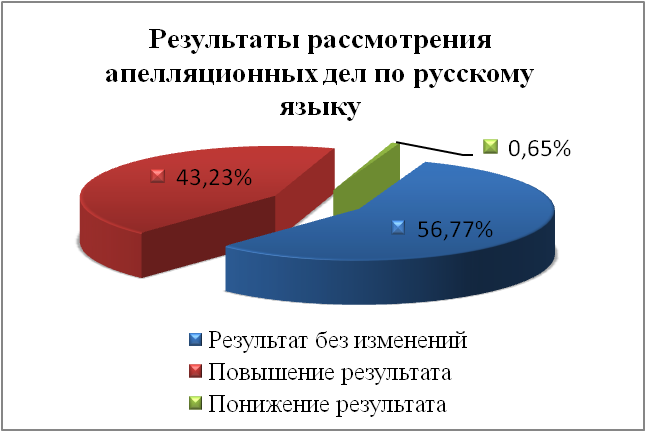 Результаты рассмотрения
апелляционных дел по русскому
языку
0,65%
43,23%
56,77%
Результат без изменений
Повышение результата
Понижение результата